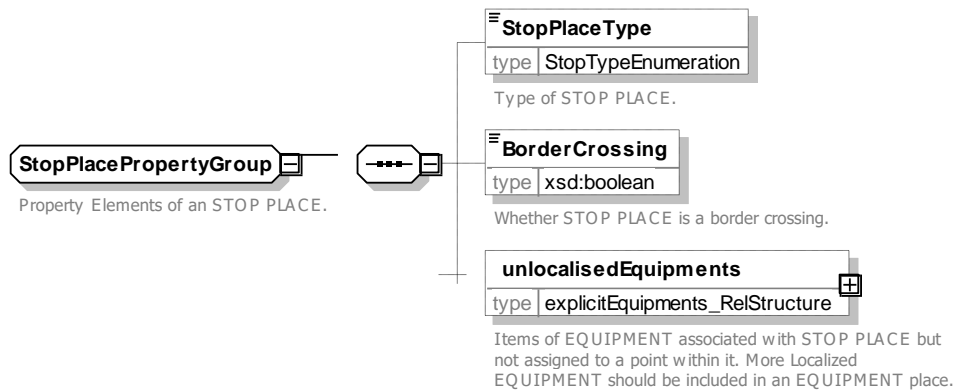 StopPlaceType
type StopTypeEnumeration
Type of STOP PLACE.
StopPlacePropertyGroup
Property Elements of an STOP PLACE.
BorderCrossing
type xsd:boolean
Whether STOP PLACE is a border crossing.
unlocalisedEquipments
type explicitEquipments_RelStructure
Items of EQUIPMENT associated with STOP PLACE but
not assigned to a point within it. More Localized
EQUIPMENT should be included in an EQUIPMENT place.